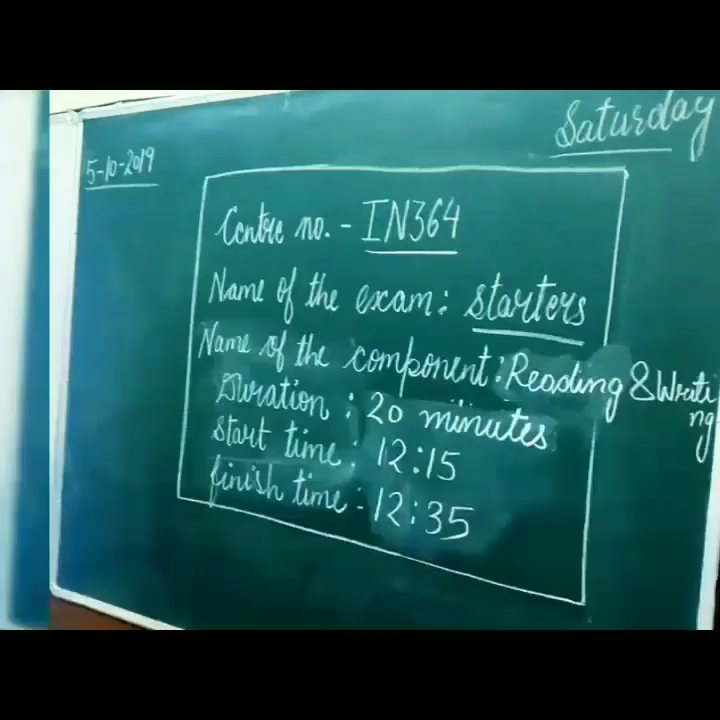 Saturday
5-10-2019
Centre no. - IN364
Name of the exam: starters
Name of the component: Reading & Writi
ng
Duration : 20 minutes
start time: 12:15
finish time: 12:35